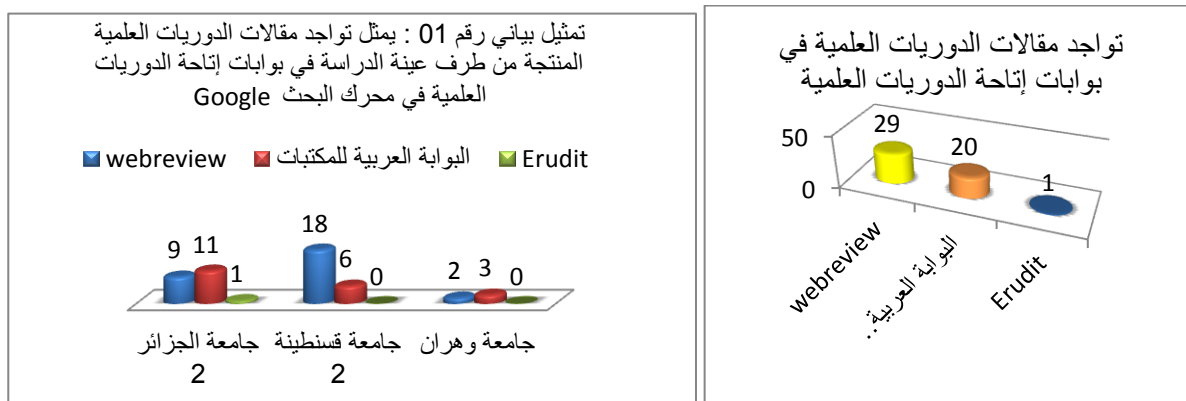 تمثيل بياني رقم 01 : يمثل تواجد مقالات الدوريات العلمية
المنتجة من طرف عينة الدراسة في بوابات إتاحة الدوريات
العلمية في محرك البحث Google
webreview البوابة العربية للمكتبات Erudit
9 11 1 18 6 0 2 3 0
جامعة الجزائر 2
جامعة قسنطينة 2
جامعة وهران
تواجد مقالات الدوريات العلمية في
بوابات إتاحة الدوريات العلمية
50
0
29 20 1
webreview
البوابة العربية..
Erudit